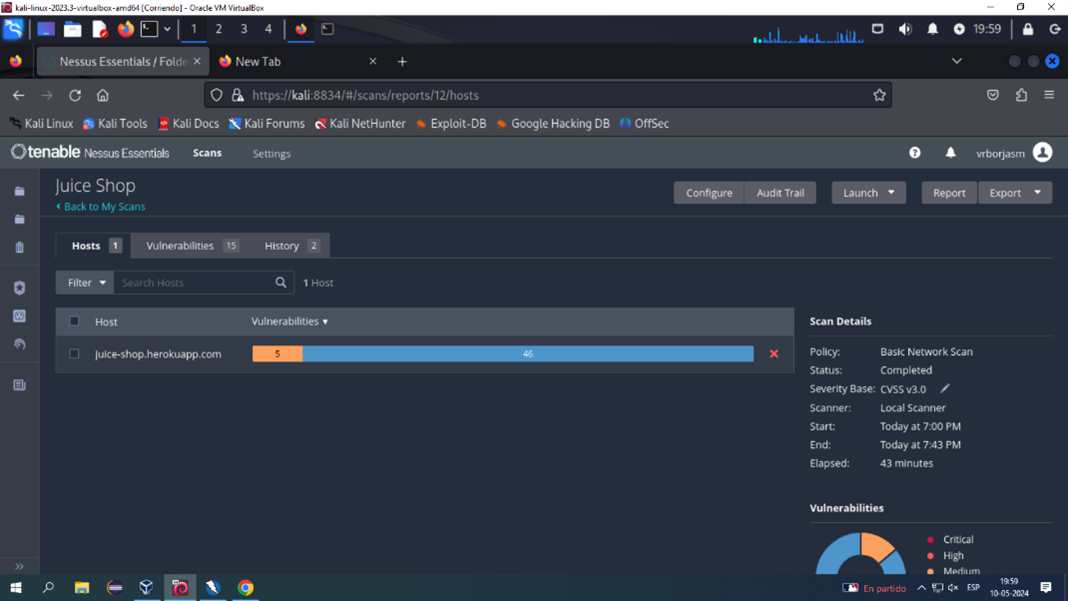 kali-linux-2023.3-virtualbox-amd64 [Corriendo] - Oracle VM VirtualBox
1 2 3 4 19:59
Nessus Essentials / Folde New Tab
https://kali:8834/#/scans/reports/12/hosts
Kali Linux Kali Tools Kali Docs Kali Forums Kali NetHunter Exploit-DB Google Hacking DB OffSec
tenable Nessus Essentials Scans Settings vrborjasm
Juice Shop
Configure Audit Trail Launch Report Export
Back to My Scans
Hosts 1 Vulnerabilities 15 History 2
Filter Search Hosts 1 Host
Host Vulnerabilities
juice-shop.herokuapp.com 5 46
Scan Details
Policy: Basic Network Scan
Status: Completed
Severity Base: CVSS v3.0
Scanner: Local Scanner
Start: Today at 7:00 PM
End: Today at 7:43 PM
Elapsed: 43 minutes
Vulnerabilities
Critical
High
Medium
En partido ESP 19:59
10-05-2024